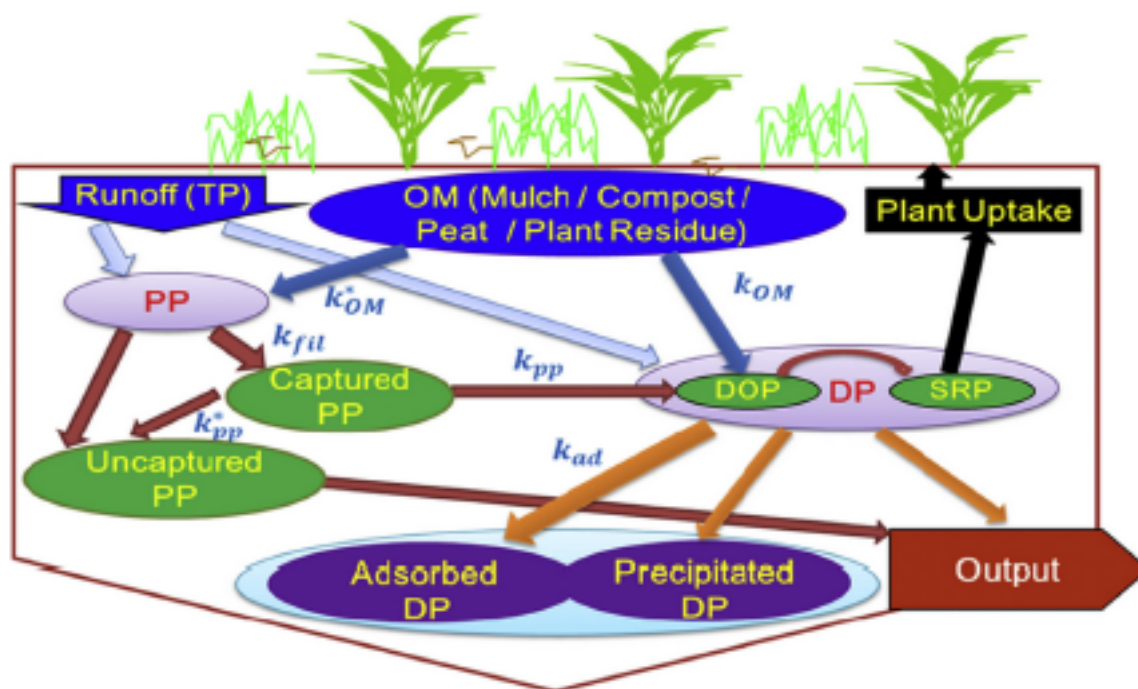 Runoff (TP)
OM (Mulch / Compost /
Peat / Plant Residue)
Plant Uptake
PP
k*OM
kOM
kfil
Captured
PP
kpp
DOP
DP
SRP
k*pp
Uncaptured
PP
kad
Adsorbed
DP
Precipitated
DP
Output